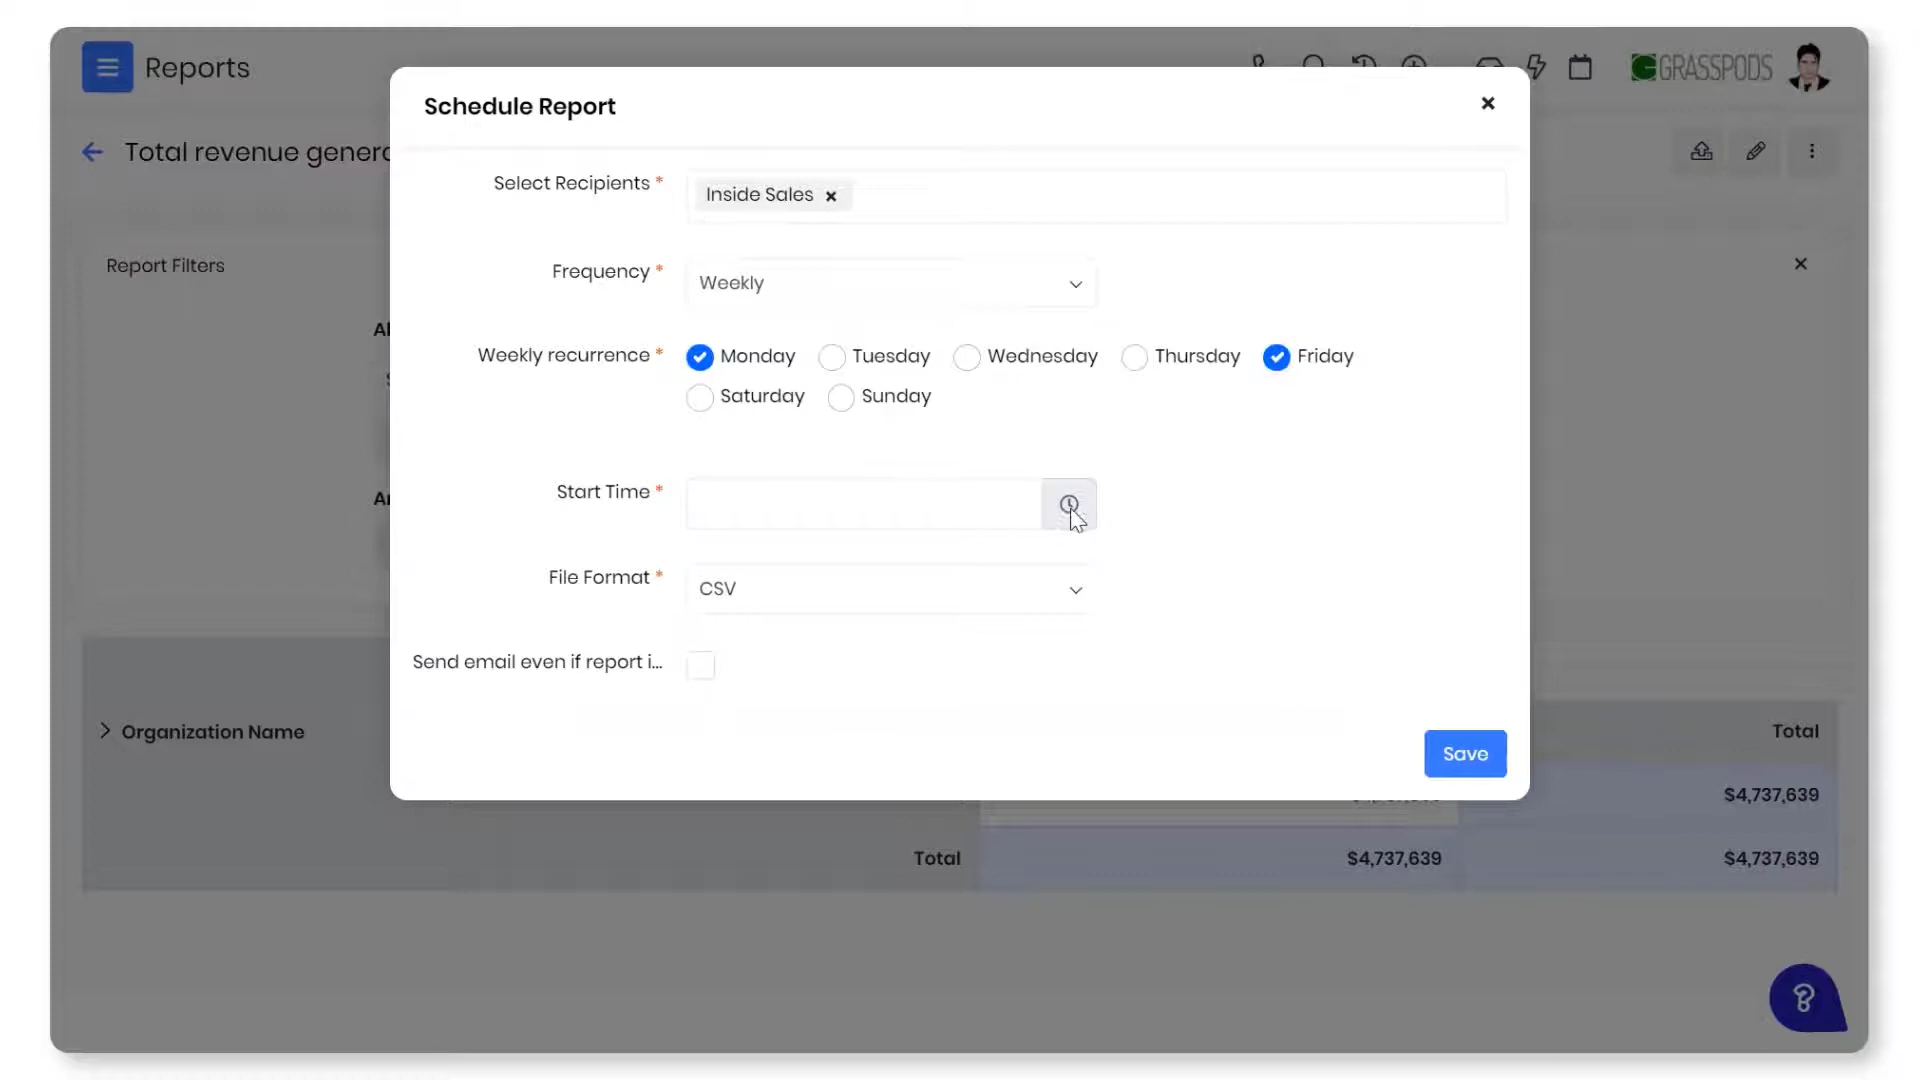 Reports
GRASSPODS
Schedule Report
Total revenue
Select Recipients *
Inside Sales
Report Filters
Frequency *
Weekly
Weekly recurrence *
Monday
Tuesday
Wednesday
Thursday
Friday
Saturday
Sunday
Start Time *
File Format *
CSV
Send email even if report i...
Save
Organization Name
Total
$4,737,639
Total
$4,737,639
$4,737,639